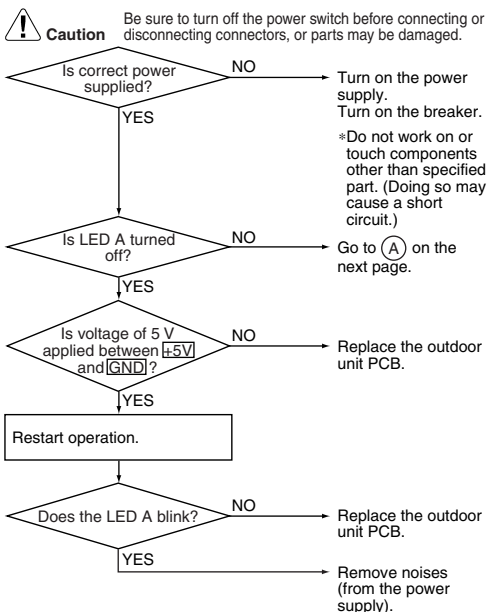 Caution
Be sure to turn off the power switch before connecting or
disconnecting connectors, or parts may be damaged.
Is correct power
supplied?
NO
Turn on the power
supply.
Turn on the breaker.
*Do not work on or
touch components
other than specified
part. (Doing so may
cause a short
circuit.)
YES
Is LED A turned
off?
NO
Go to A on the
next page.
YES
Is voltage of 5 V
applied between +5V
and GND ?
NO
Replace the outdoor
unit PCB.
YES
Restart operation.
Does the LED A blink?
NO
Replace the outdoor
unit PCB.
YES
Remove noises
(from the power
supply).